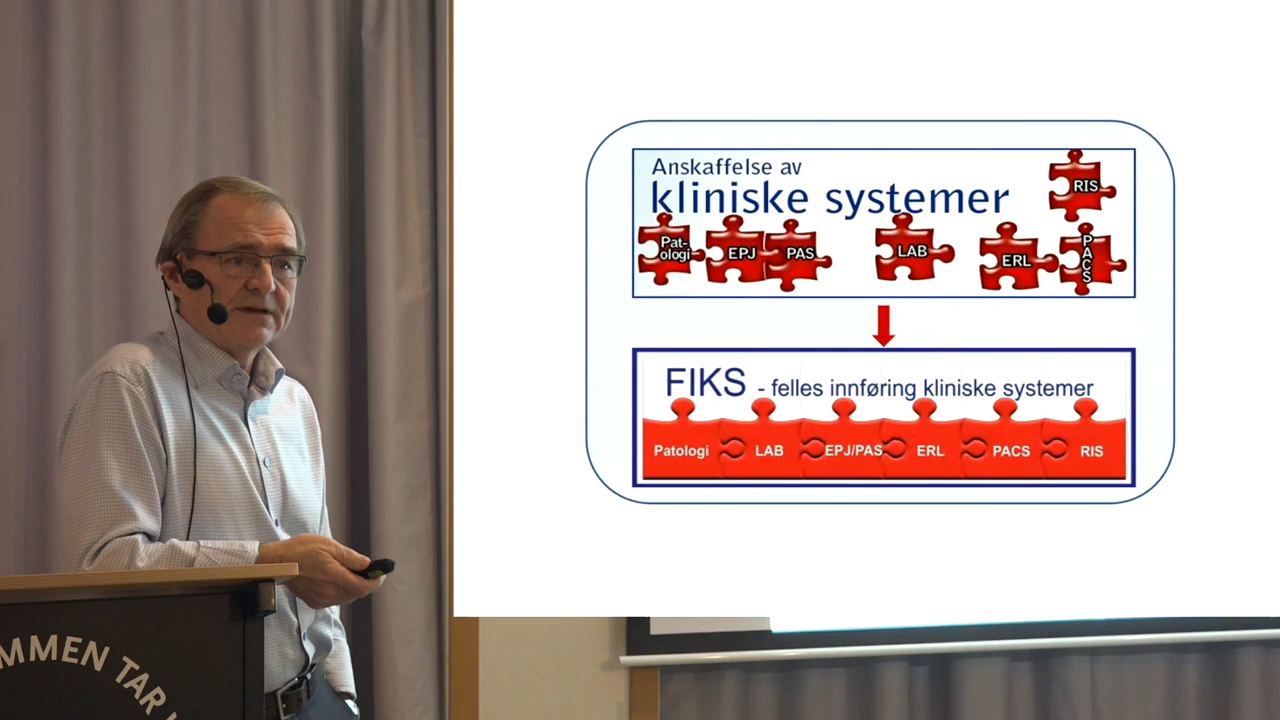 Anskaffelse av
kliniske systemer
RIS
Pat-
ologi
EPJ
PAS
LAB
ERL
PACS
FIKS - felles innføring kliniske systemer
Patologi
LAB
EPJ/PAS
ERL
PACS
RIS
MMEN TAR